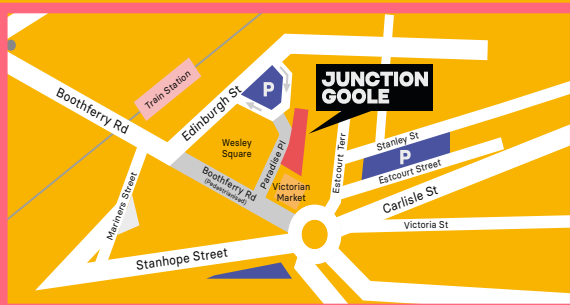 JUNCTION
GOOLE
P
Train Station
Boothferry Rd
Edinburgh St
Wesley
Square
Paradise Pl
Estcourt Terr
Stanley St
P
Estcourt Street
Boothferry Rd
(Pedestrianised)
Victorian
Market
Carlisle St
Mariners Street
Victoria St
Stanhope Street